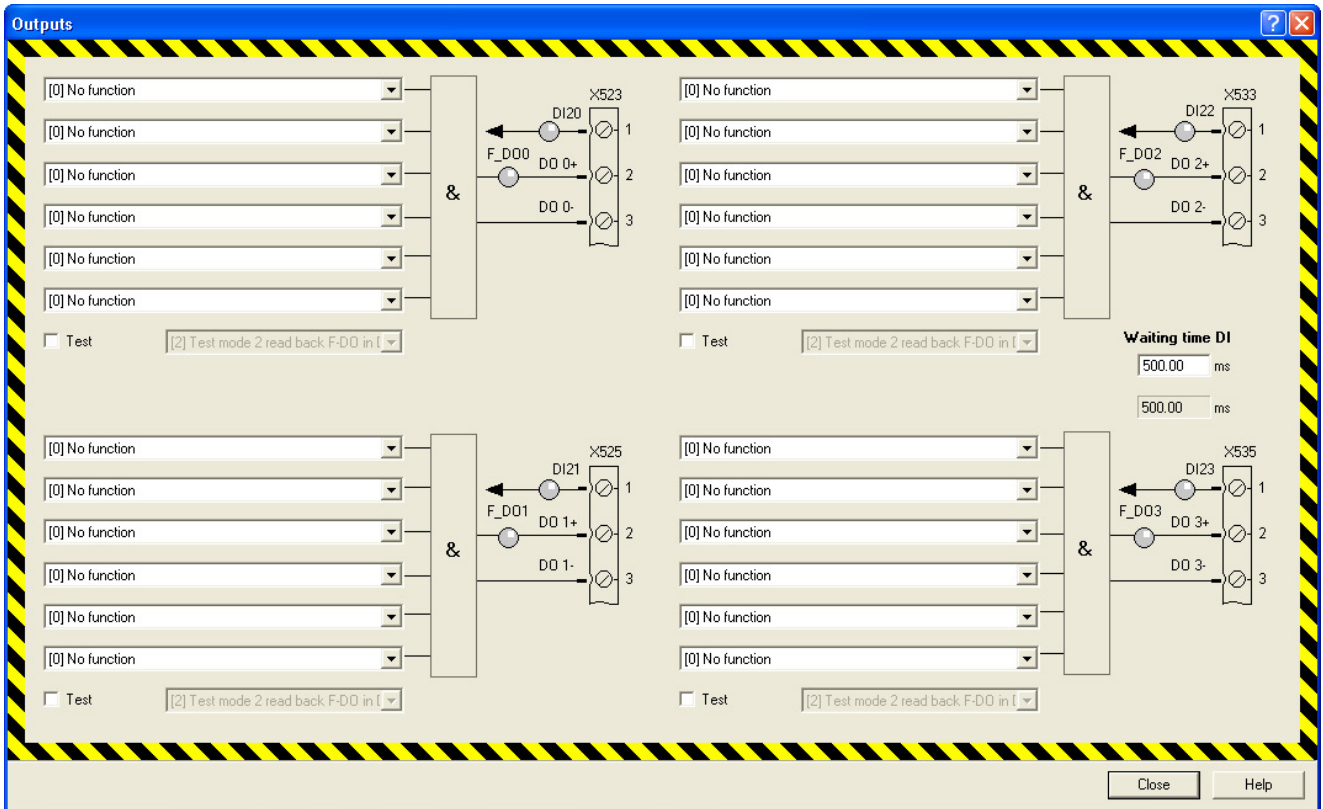 Outputs
[0] No function
[0] No function
[0] No function
[0] No function
[0] No function
[0] No function
&
X523
DI20
1
F_DO0
DO 0+
2
DO 0-
3
Test
[2] Test mode 2 read back F-DO in
[0] No function
[0] No function
[0] No function
[0] No function
[0] No function
[0] No function
&
X533
DI22
1
F_DO2
DO 2+
2
DO 2-
3
Test
[2] Test mode 2 read back F-DO in
Waiting time DI
500.00 ms
500.00 ms
[0] No function
[0] No function
[0] No function
[0] No function
[0] No function
[0] No function
&
X525
DI21
1
F_DO1
DO 1+
2
DO 1-
3
Test
[2] Test mode 2 read back F-DO in
[0] No function
[0] No function
[0] No function
[0] No function
[0] No function
[0] No function
&
X535
DI23
1
F_DO3
DO 3+
2
DO 3-
3
Test
[2] Test mode 2 read back F-DO in
Close
Help